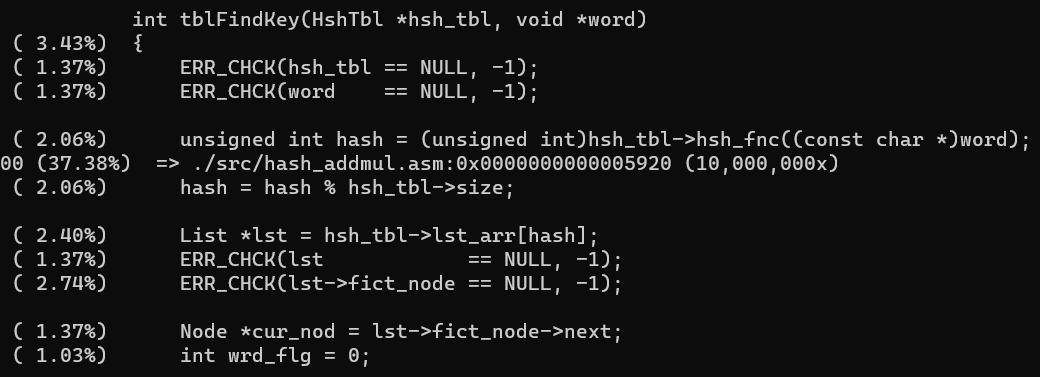 int tblFindKey(HshTbl *hsh_tbl, void *word)
( 3.43%)  {
( 1.37%)      ERR_CHCK(hsh_tbl == NULL, -1);
( 1.37%)      ERR_CHCK(word    == NULL, -1);
( 2.06%)      unsigned int hash = (unsigned int)hsh_tbl->hsh_fnc((const char *)word);
00 (37.38%)  => ./src/hash_addmul.asm:0x0000000000005920 (10,000,000x)
( 2.06%)      hash = hash % hsh_tbl->size;
( 2.40%)      List *lst = hsh_tbl->lst_arr[hash];
( 1.37%)      ERR_CHCK(lst            == NULL, -1);
( 2.74%)      ERR_CHCK(lst->fict_node == NULL, -1);
( 1.37%)      Node *cur_nod = lst->fict_node->next;
( 1.03%)      int wrd_flg = 0;